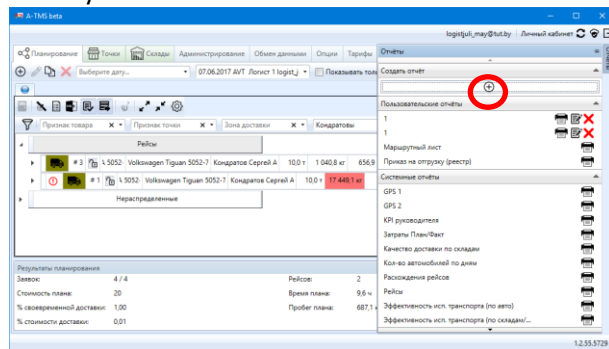 A-TMS beta
logistjuli_may@tut.by Личный кабинет
Планирование Точки Склады Администрирование Обмен данными Опции Тарифы
Выберите дату... 07.06.2017 AVT Логист 1 logist_j Показывать
Признак товара X Признак точки X Зона доставки X Кондратовы
Рейсы
# 3 5052- Volkswagen Tiguan 5052-7 Кондратов Сергей А 10,0 т 1 040,8 кг 656,9
# 1 5052- Volkswagen Tiguan 5052-7 Кондратов Сергей А 10,0 т 17 449,1 кг
Нераспределенные
Результаты планирования
Заявок: 4 / 4 Рейсов: 2
Стоимость плана: 20 Время плана: 9,6 ч
% своевременной доставки: 1,00 Пробег плана: 687,1
% стоимости доставки: 0,01
Отчёты
Создать отчёт
Пользовательские отчёты
1
1
Маршрутный лист
Приказ на отгрузку (реестр)
Системные отчёты
GPS 1
GPS 2
KPI руководителя
Затраты План/Факт
Качество доставки по складам
Кол-во автомобилей по дням
Расхождения рейсов
Рейсы
Эффективность исп. транспорта (по авто)
Эффективность исп. транспорта (по складам/...
Отчёты
1.2.55.5729